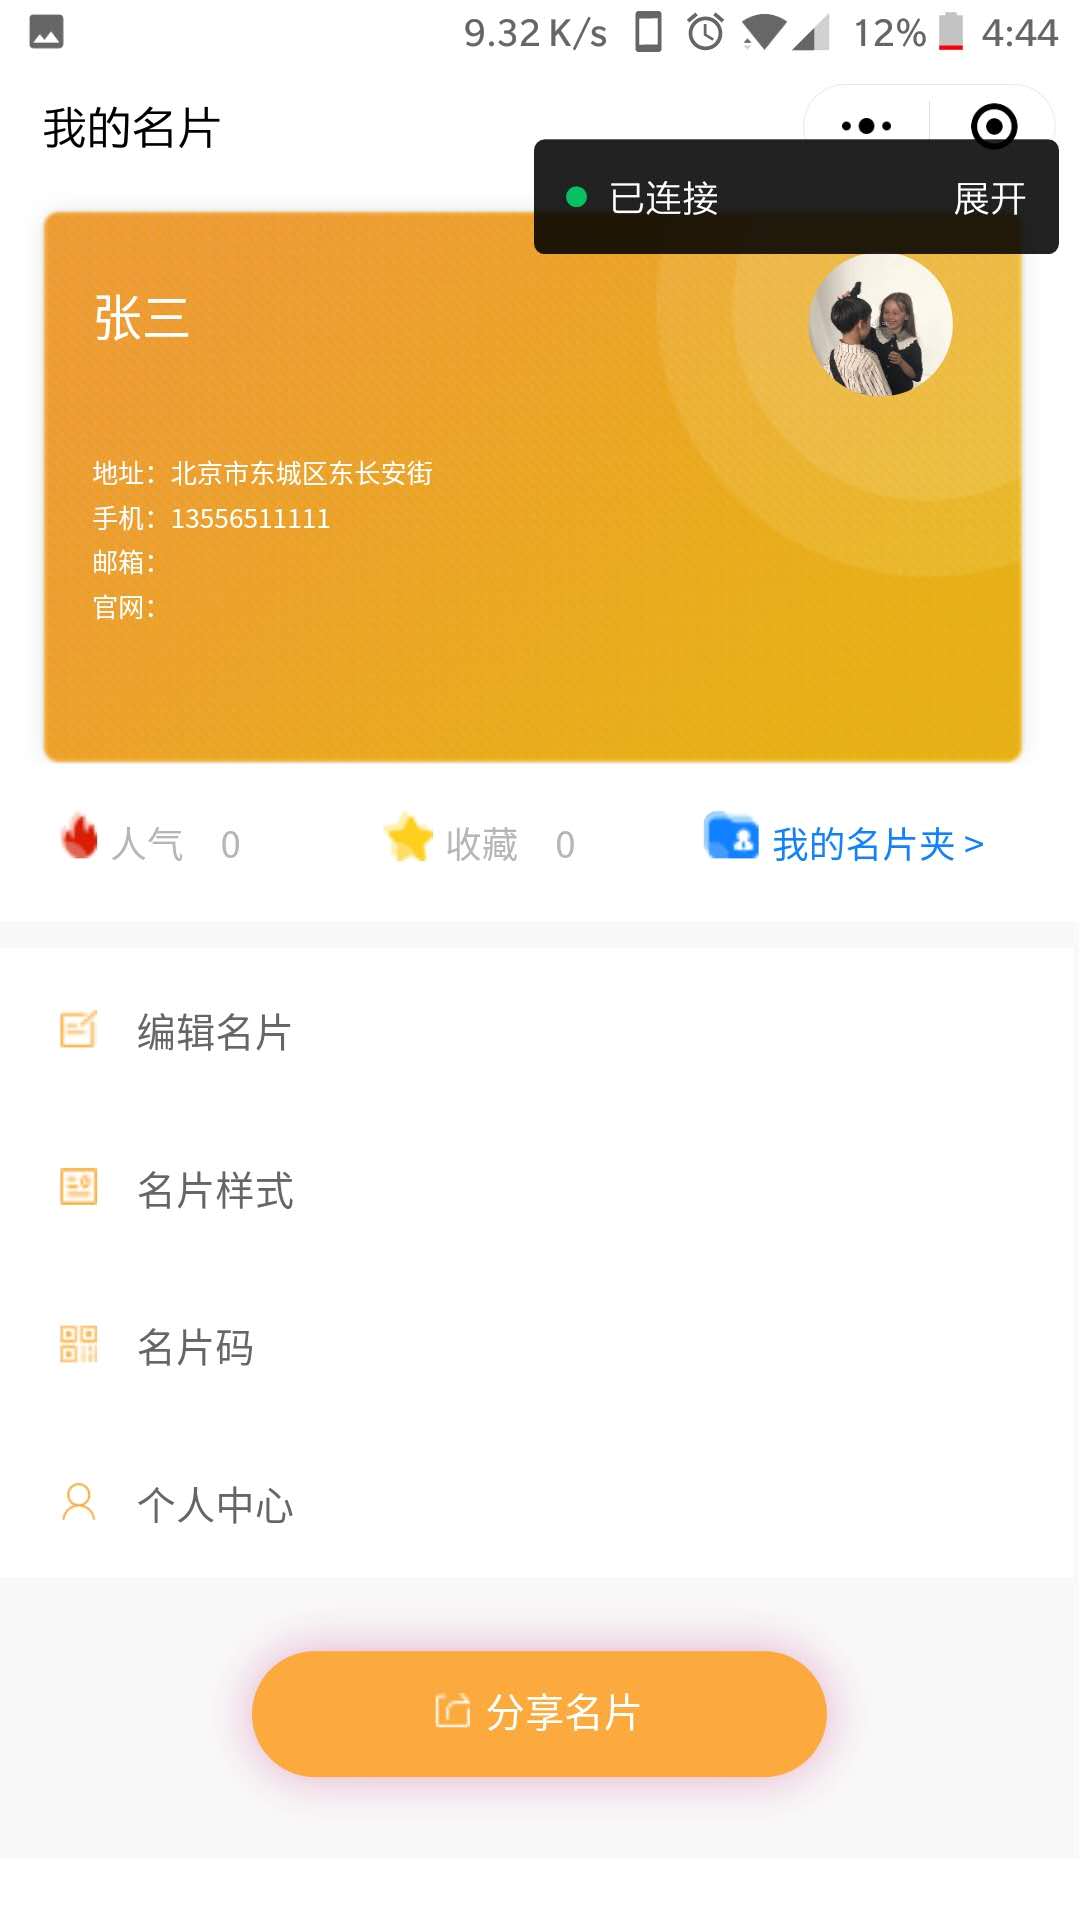 9.32 K/s 12% 4:44
我的名片
已连接 展开
张三
地址：北京市东城区东长安街
手机：13556511111
邮箱：
官网：
人气 0 收藏 0 我的名片夹 >
编辑名片
名片样式
名片码
个人中心
分享名片